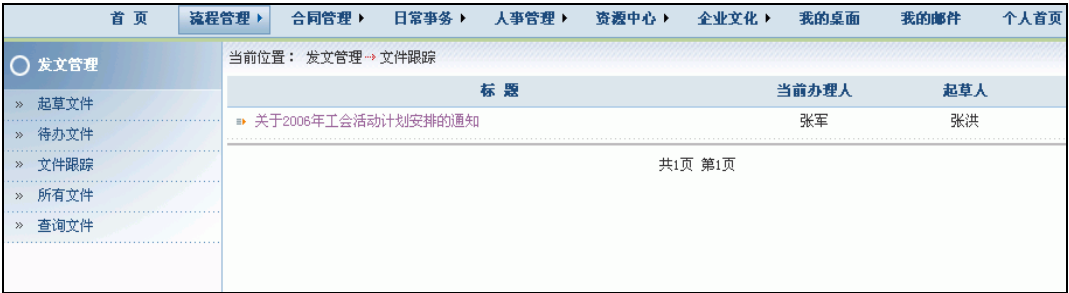 首 页 流程管理 合同管理 日常事务 人事管理 资源中心 企业文化 我的桌面 我的邮件 个人首页
发文管理
» 起草文件
» 待办文件
» 文件跟踪
» 所有文件
» 查询文件
当前位置： 发文管理→文件跟踪
标 题 当前办理人 起草人
关于2006年工会活动计划安排的通知 张军 张洪
共1页 第1页